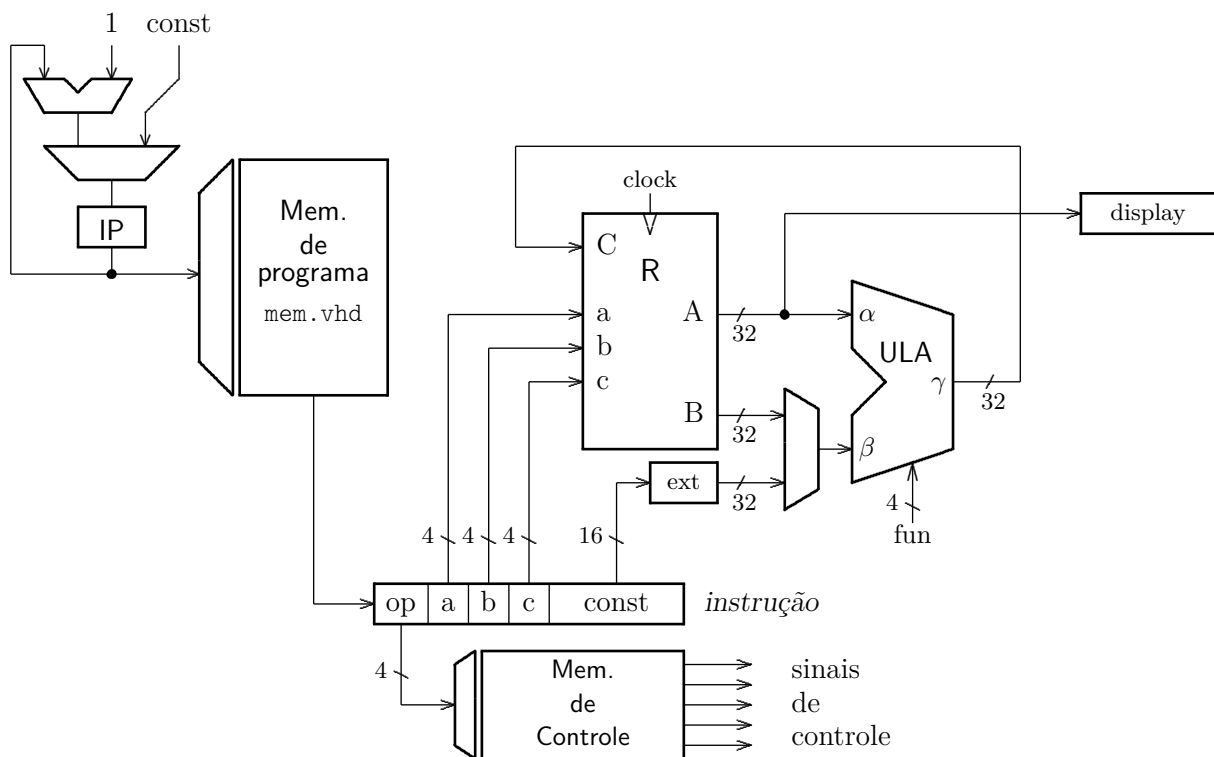 1 const
IP
Mem.
de
programa
mem.vhd
clock
C
R
a
A
b
c
B
32
32
ext
32
α
ULA
γ
β
32
4
fun
display
4
4
4
16
op a b c const
instrução
4
Mem.
de
Controle
sinais
de
controle